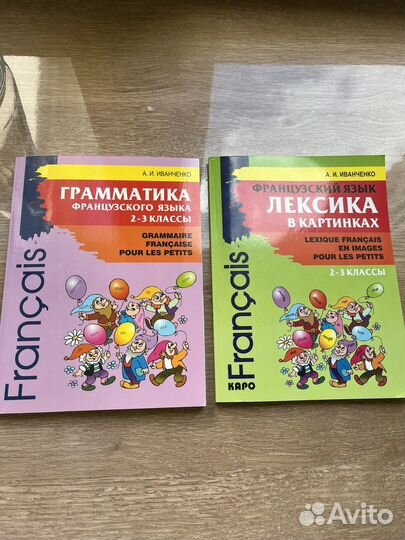 А. И. ИВАНЧЕНКО
ГРАММАТИКА
ФРАНЦУЗСКОГО ЯЗЫКА
2-3 КЛАССЫ
GRAMMAIRE
FRANÇAISE
POUR LES PETITS
Français
А. И. ИВАНЧЕНКО
ФРАНЦУЗСКИЙ ЯЗЫК
ЛЕКСИКА
В КАРТИНКАХ
LEXIQUE FRANÇAIS
EN IMAGES
POUR LES PETITS
2-3 КЛАССЫ
Français
КАРО
Avito